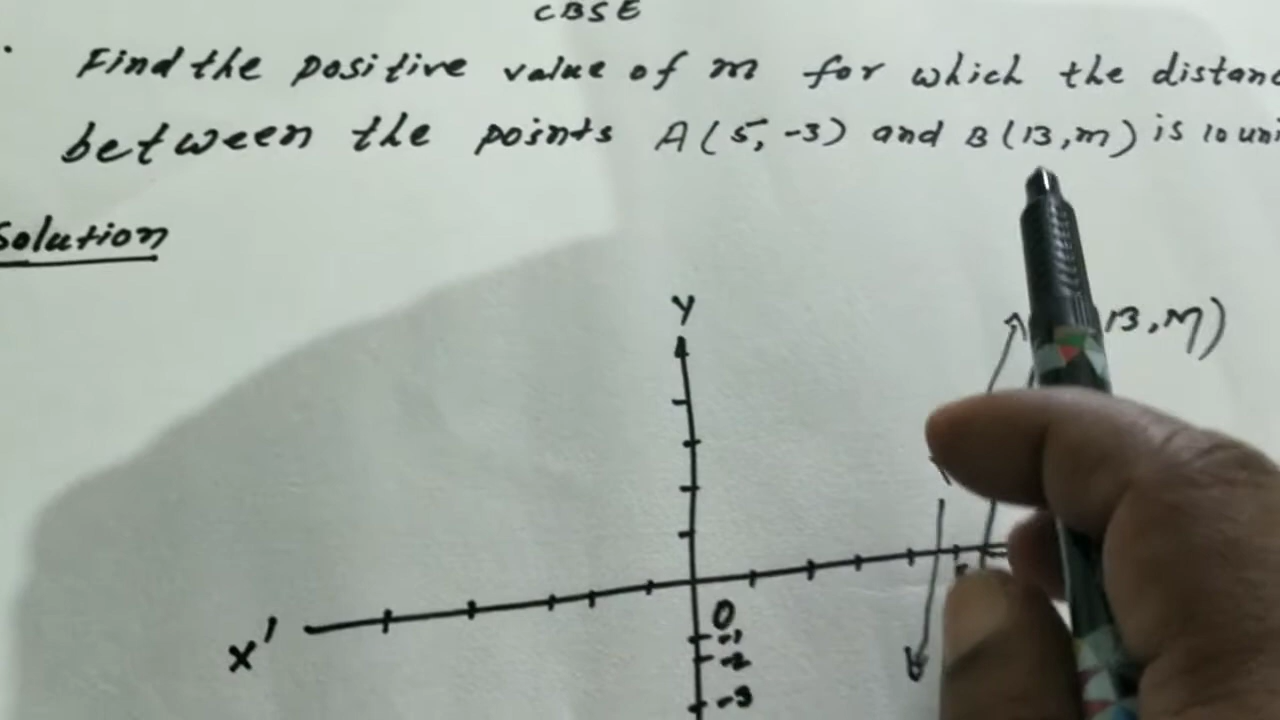 CBSE
Find the positive value of m for which the distanc
between the points A(5, -3) and B(13,m) is 10 uni
Solution
Y
13,m)
0
-1
X'
-2
-3